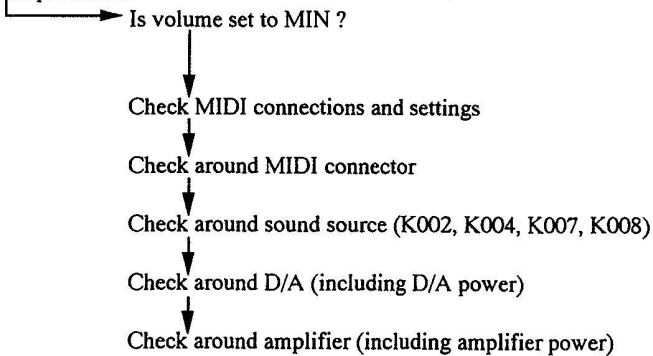 Is volume set to MIN ?
Check MIDI connections and settings
Check around MIDI connector
Check around sound source (K002, K004, K007, K008)
Check around D/A (including D/A power)
Check around amplifier (including amplifier power)